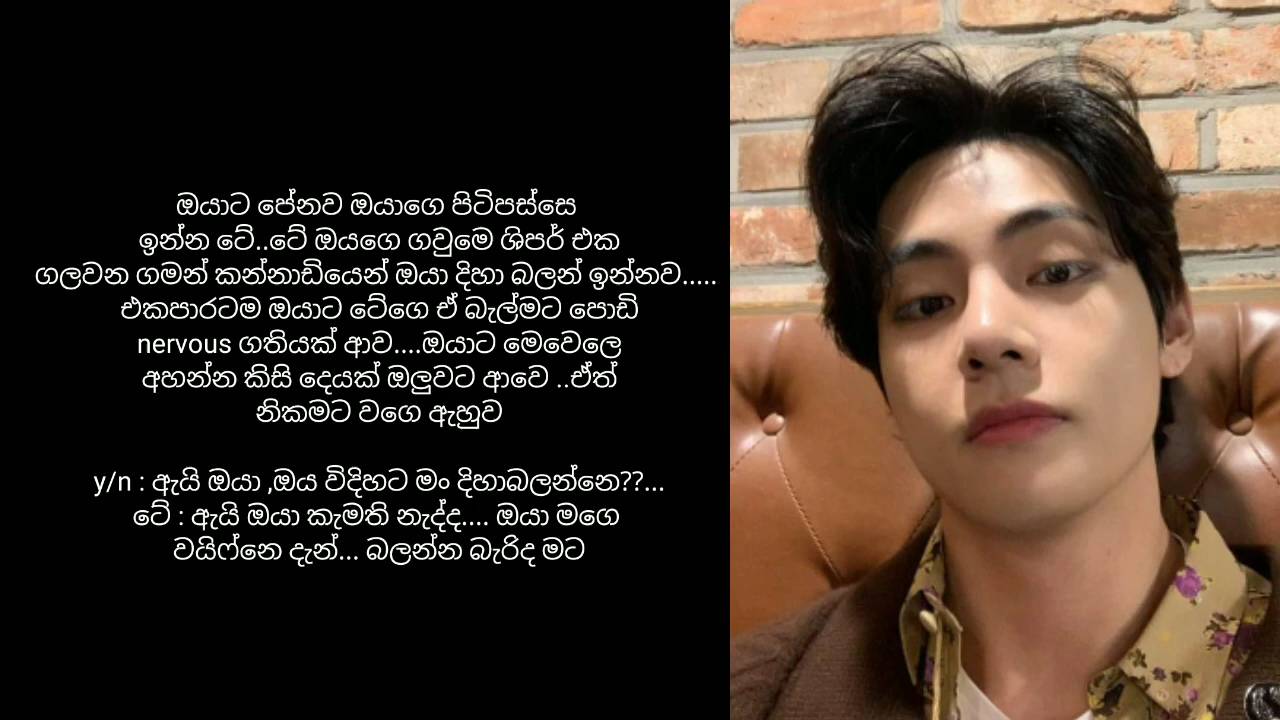 ඔයාට පේනව ඔයාගෙ පිටිපස්සෙ
ඉන්න ටේ..ටේ ඔයගෙ ගවුමෙ ශිපර් එක
ගලවන ගමන් කන්නාඩියෙන් ඔයා දිහා බලන් ඉන්නව.....
එකපාරටම ඔයාට ටේගෙ ඒ බැල්මට පොඩි
nervous ගතියක් ආව....ඔයාට මෙවෙලෙ
අහන්න කිසි දෙයක් ඔලුවට ආවෙ ..ඒත්
නිකමට වගෙ ඇහුව
y/n : ඇයි ඔයා ,ඔය විදිහට මං දිහාබලන්නෙ??...
ටේ : ඇයි ඔයා කැමති නැද්ද.... ඔයා මගෙ
වයිෆ්නෙ දැන්... බලන්න බැරිද මට